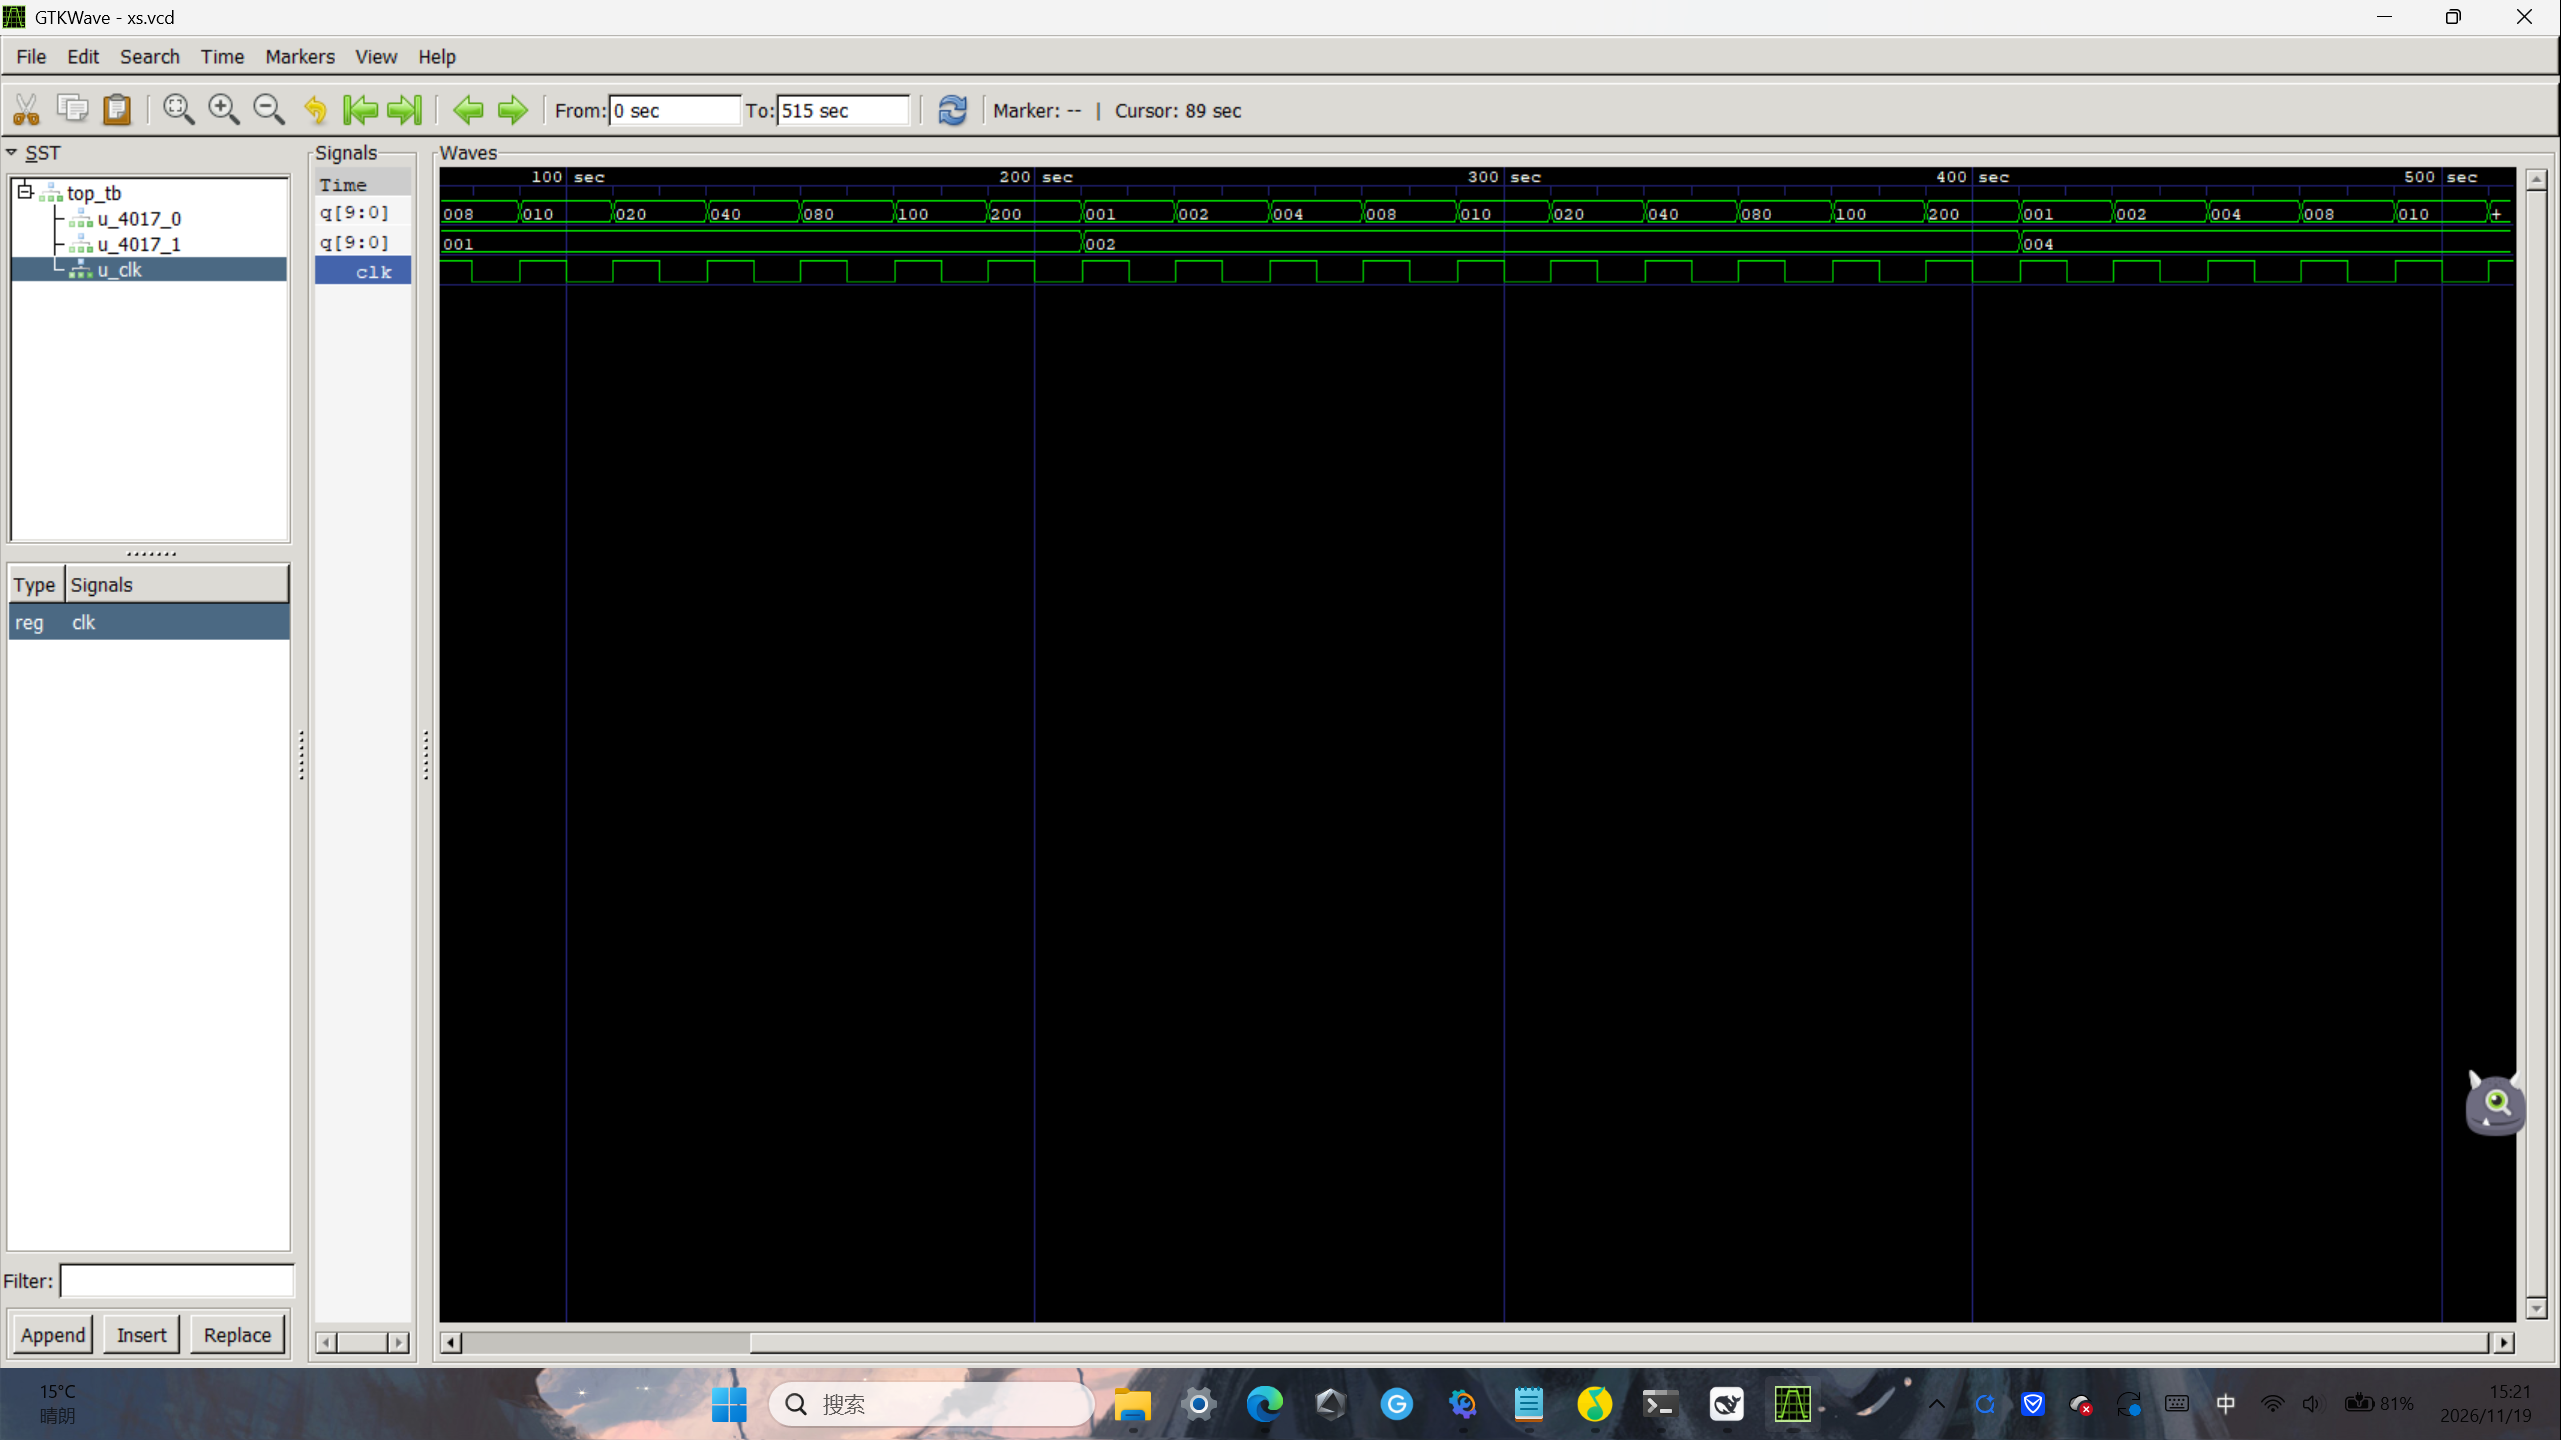 GTKWave - xs.vcd
File Edit Search Time Markers View Help
From: 0 sec To: 515 sec Marker: -- | Cursor: 89 sec
SST
top_tb
u_4017_0
u_4017_1
u_clk
Type Signals
reg clk
Filter:
Append Insert Replace
Signals
Time
q[9:0]
q[9:0]
clk
Waves
100 sec 200 sec 300 sec 400 sec 500 sec
008 010 020 040 080 100 200 001 002 004 008 010 020 040 080 100 200 001 002 004 008 010 +
001 002 004
15°C
晴朗
搜索
中
81%
15:21
2026/11/19